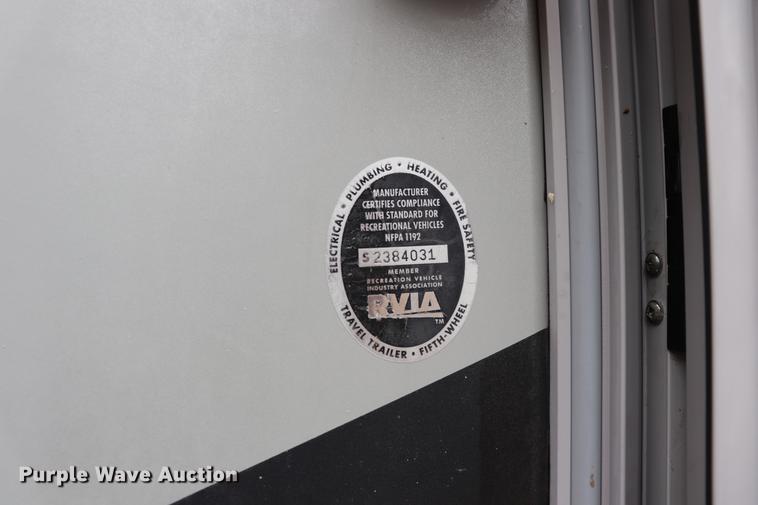 ELECTRICAL • PLUMBING • HEATING • FIRE SAFETY
MANUFACTURER
CERTIFIES COMPLIANCE
WITH STANDARD FOR
RECREATIONAL VEHICLES
NFPA 1192
S 2384031
MEMBER
RECREATION VEHICLE
INDUSTRY ASSOCIATION
RVIA
TM
TRAVEL TRAILER • FIFTH-WHEEL
Purple Wave Auction